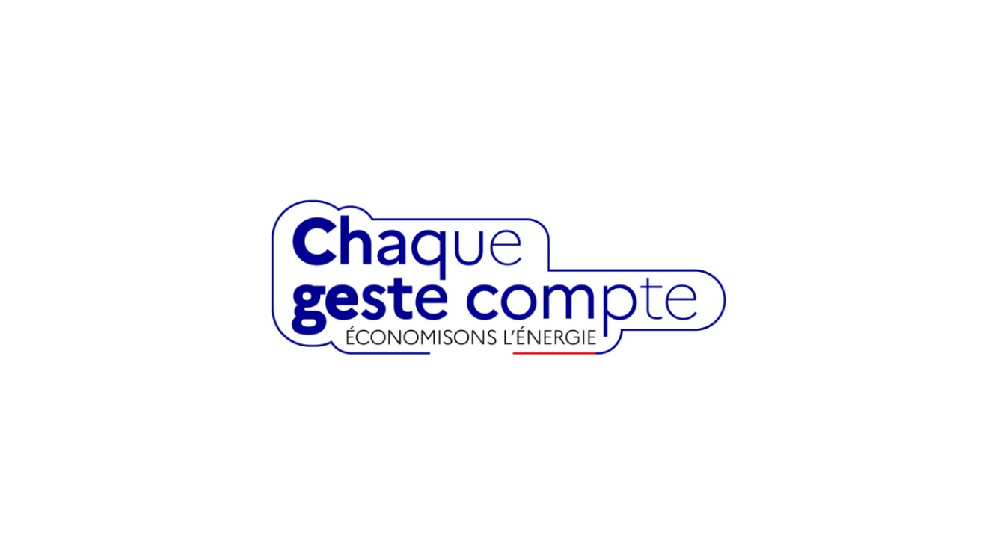 Chaque
geste compte
ÉCONOMISONS L'ÉNERGIE